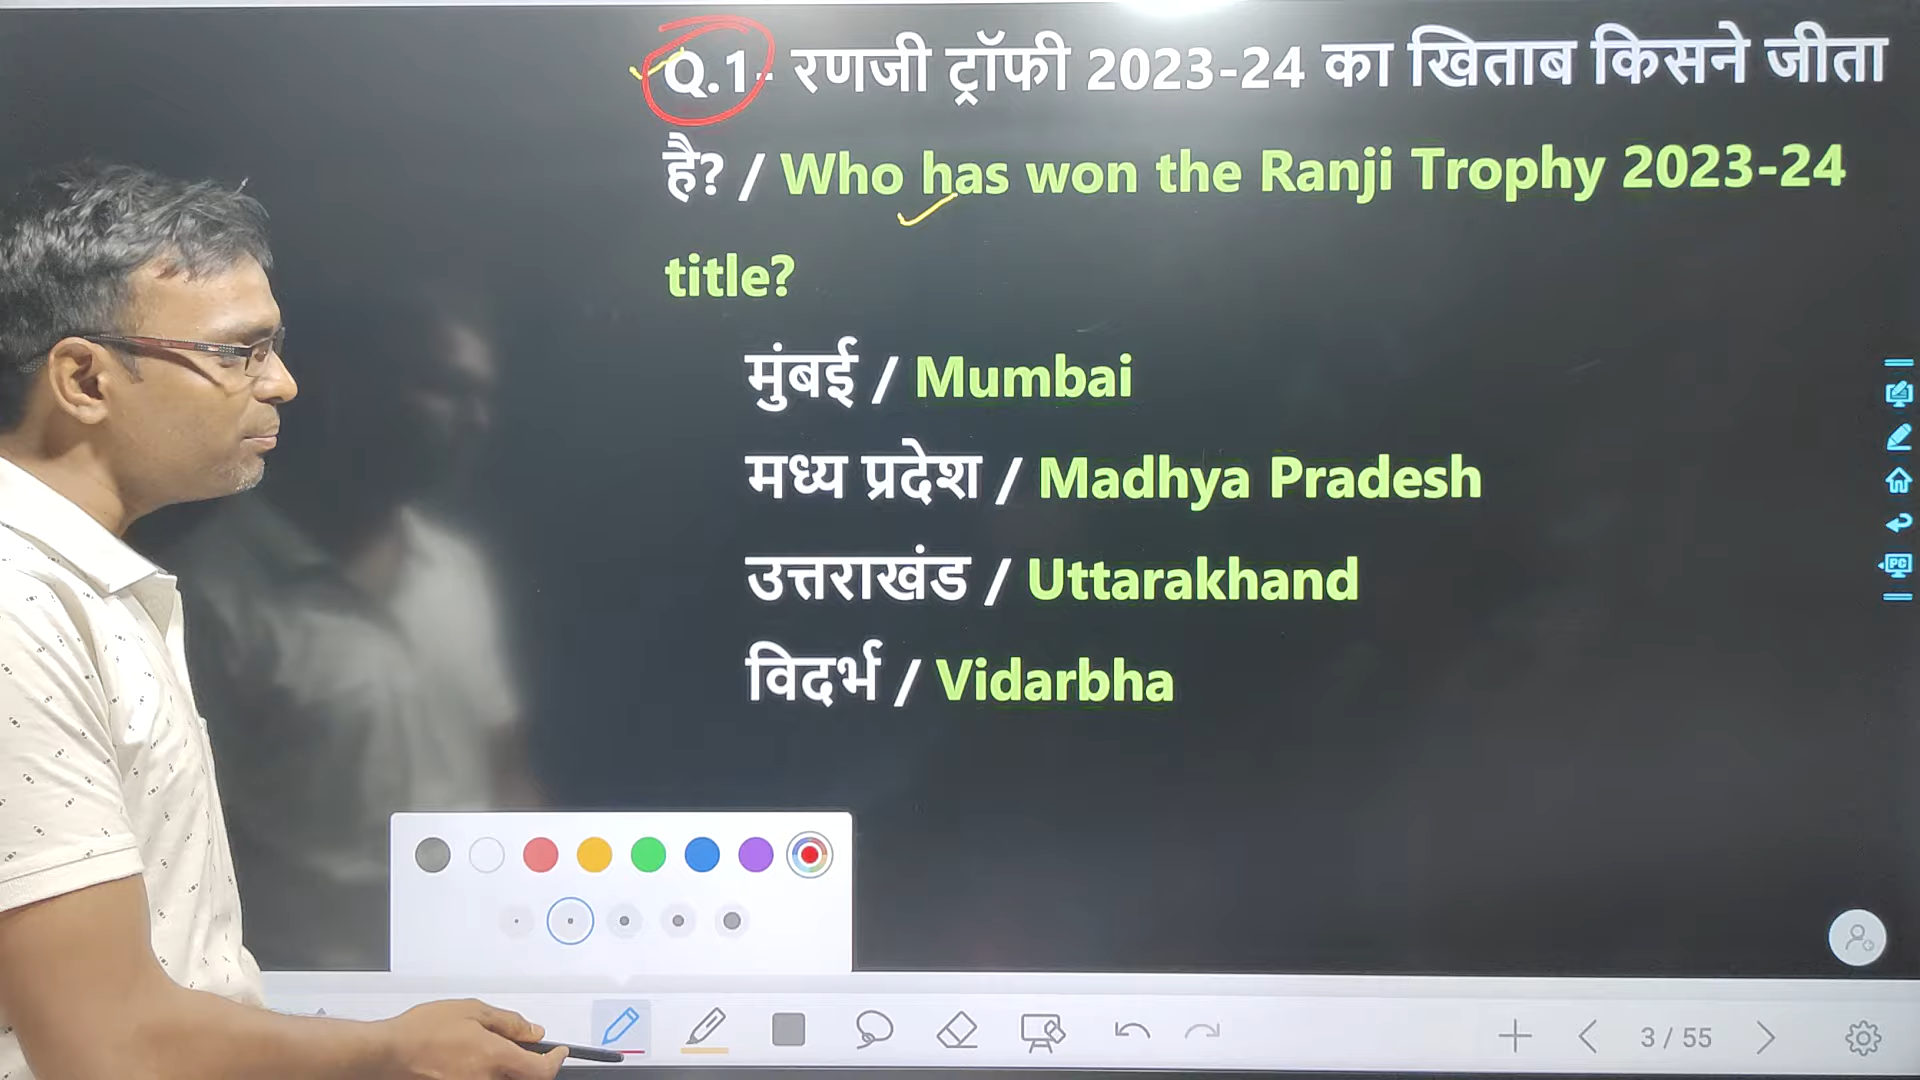 Q.1- रणजी ट्रॉफी 2023-24 का खिताब किसने जीता
है? / Who has won the Ranji Trophy 2023-24
title?
मुंबई / Mumbai
मध्य प्रदेश / Madhya Pradesh
उत्तराखंड / Uttarakhand
विदर्भ / Vidarbha
PC
3 / 55